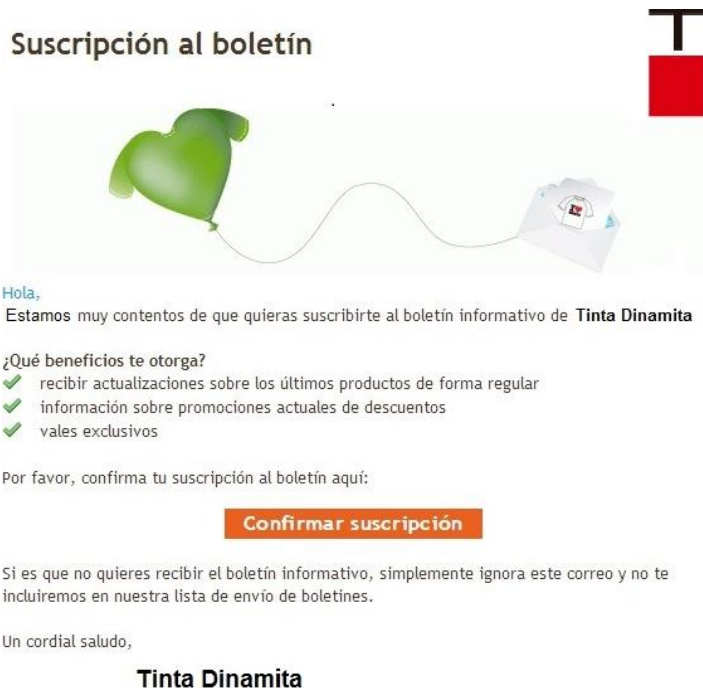 Suscripción al boletín
T
Hola,
Estamos muy contentos de que quieras suscribirte al boletín informativo de Tinta Dinamita
¿Qué beneficios te otorga?
recibir actualizaciones sobre los últimos productos de forma regular
información sobre promociones actuales de descuentos
vales exclusivos
Por favor, confirma tu suscripción al boletín aquí:
Confirmar suscripción
Si es que no quieres recibir el boletín informativo, simplemente ignora este correo y no te
incluiremos en nuestra lista de envío de boletines.
Un cordial saludo,
Tinta Dinamita